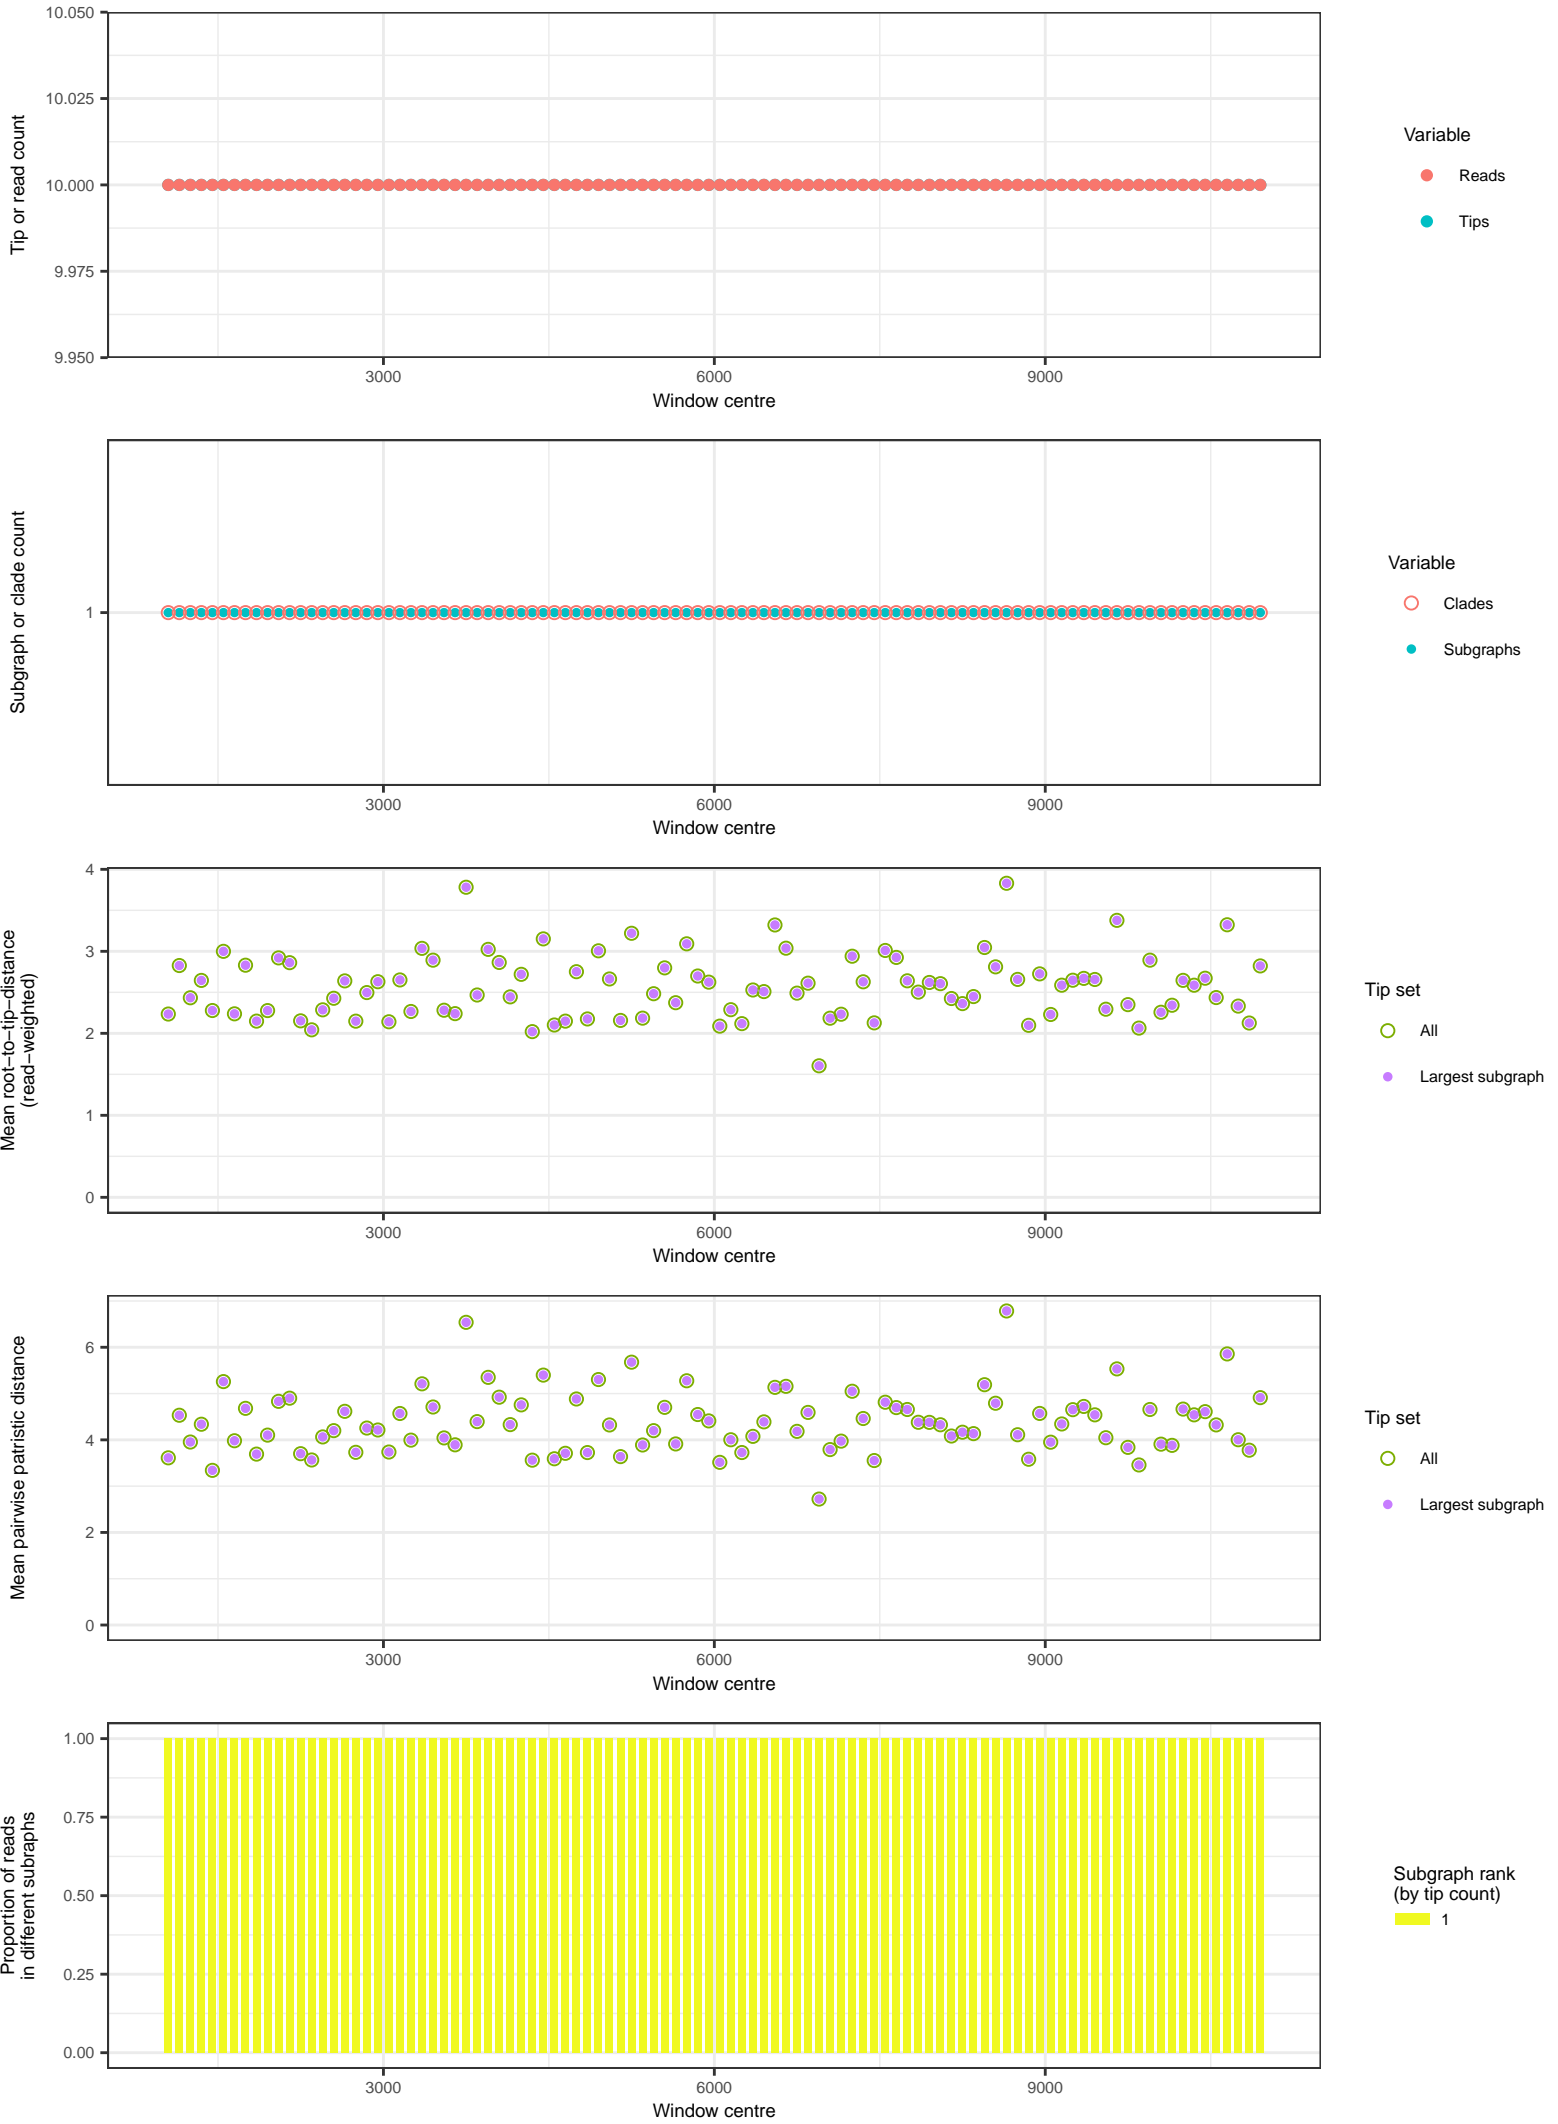 10.050
10.025
10.000
9.975
9.950
Tip or read count
3000 6000 9000
Window centre
Variable
Reads
Tips
1
Subgraph or clade count
3000 6000 9000
Window centre
Variable
Clades
Subgraphs
4
3
2
1
0
Mean root−to−tip−distance
(read−weighted)
3000 6000 9000
Window centre
Tip set
All
Largest subgraph
6
4
2
0
Mean pairwise patristic distance
3000 6000 9000
Window centre
Tip set
All
Largest subgraph
1.00
0.75
0.50
0.25
0.00
Proportion of reads
in different subraphs
3000 6000 9000
Window centre
Subgraph rank
(by tip count)
1